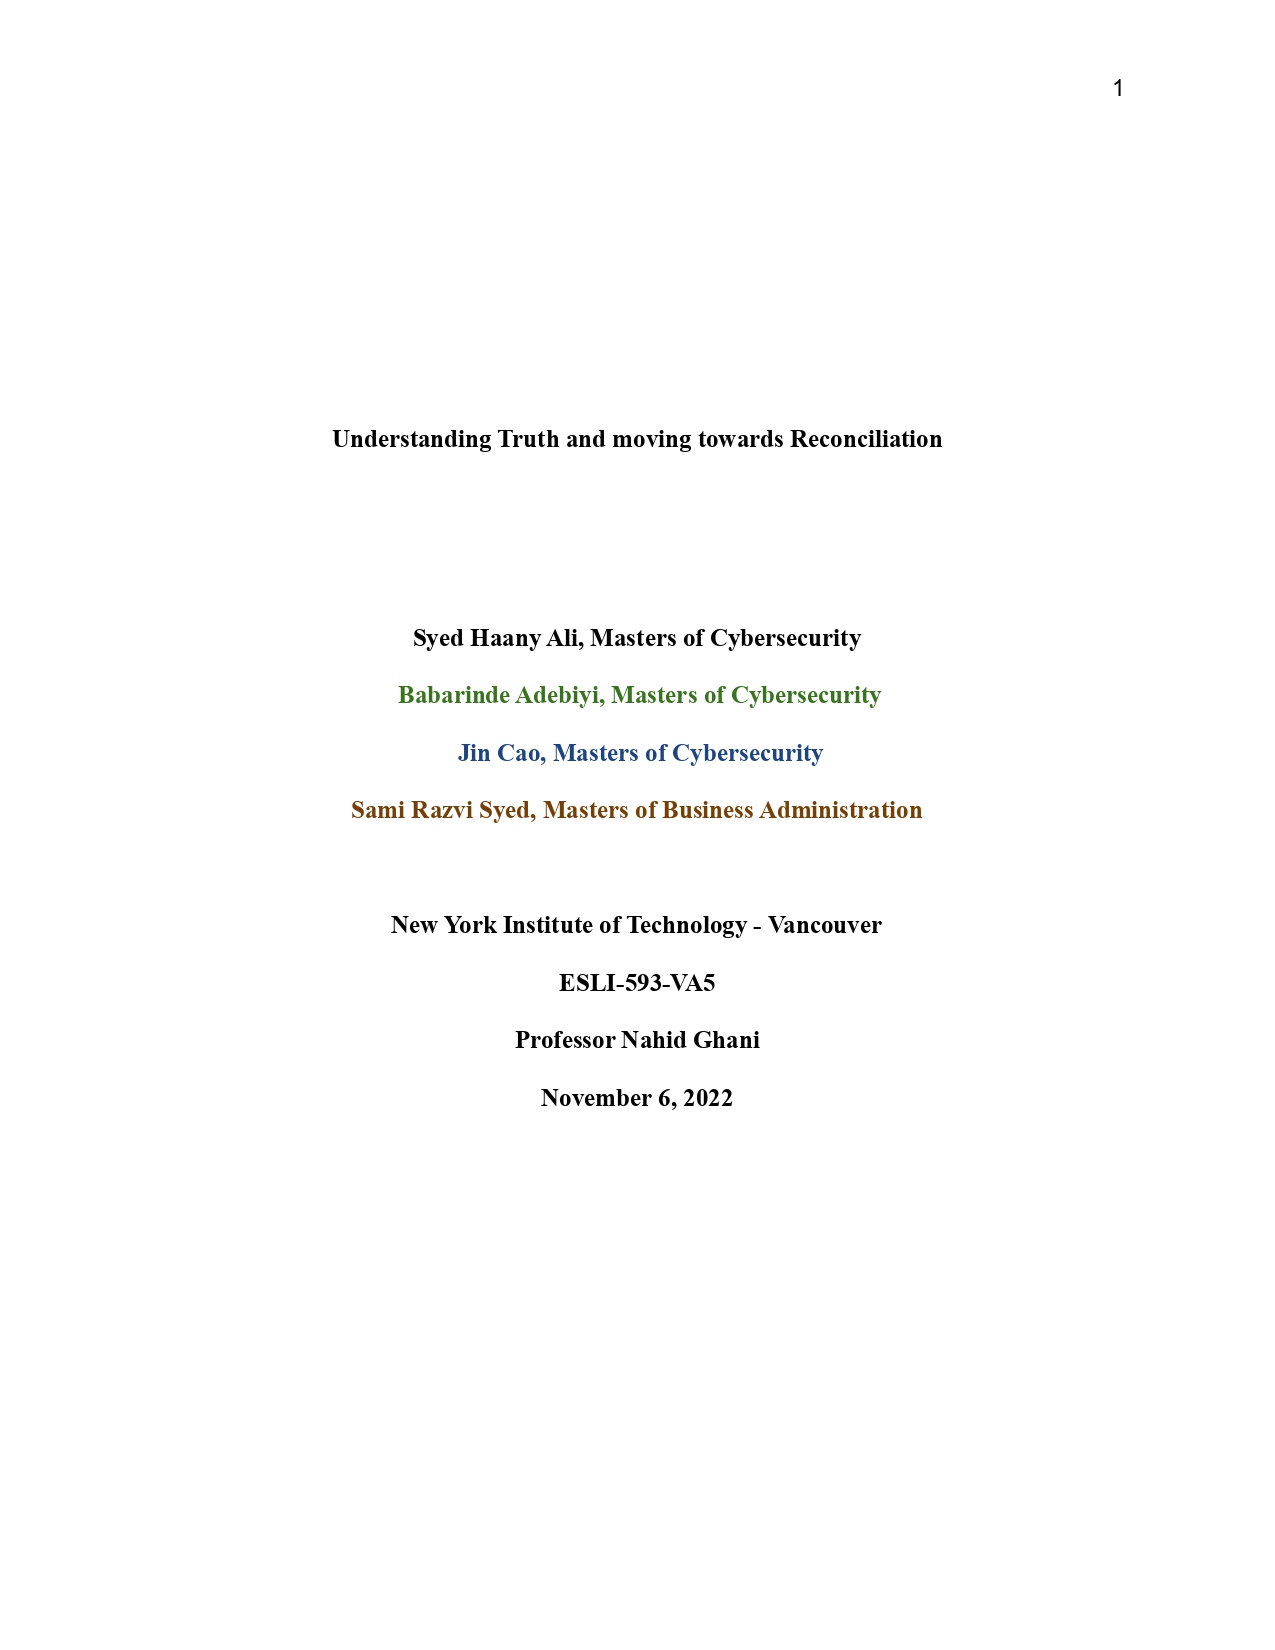 1
Understanding Truth and moving towards Reconciliation
Syed Haany Ali, Masters of Cybersecurity
Babarinde Adebiyi, Masters of Cybersecurity
Jin Cao, Masters of Cybersecurity
Sami Razvi Syed, Masters of Business Administration
New York Institute of Technology - Vancouver
ESLI-593-VA5
Professor Nahid Ghani
November 6, 2022